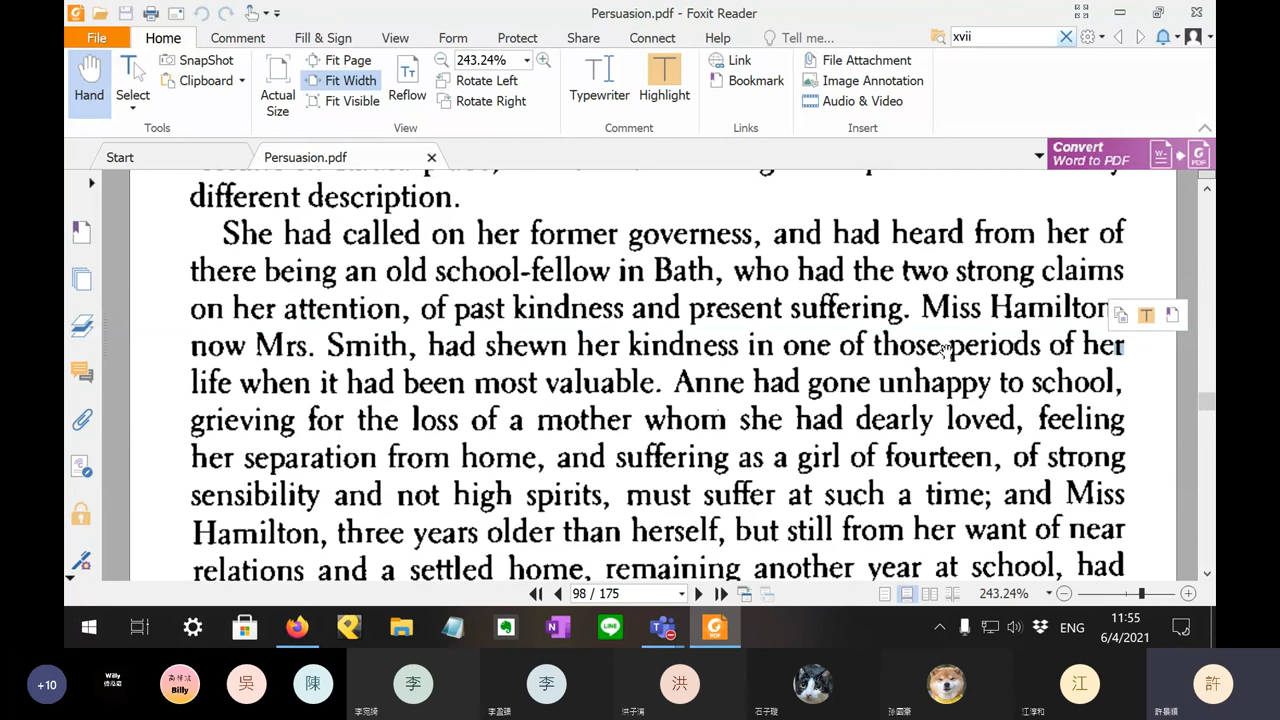 Persuasion.pdf - Foxit Reader
File Home Comment Fill & Sign View Form Protect Share Connect Help Tell me... xvii
Hand
Select
SnapShot
Clipboard
Actual Size
Fit Page
Fit Width
Fit Visible
Reflow
243.24%
Rotate Left
Rotate Right
Typewriter
Highlight
Link
Bookmark
File Attachment
Image Annotation
Audio & Video
Tools View Comment Links Insert
Start Persuasion.pdf
Convert
Word to PDF
different description.
She had called on her former governess, and had heard from her of
there being an old school-fellow in Bath, who had the two strong claims
on her attention, of past kindness and present suffering. Miss Hamilton,
now Mrs. Smith, had shewn her kindness in one of those periods of her
life when it had been most valuable. Anne had gone unhappy to school,
grieving for the loss of a mother whom she had dearly loved, feeling
her separation from home, and suffering as a girl of fourteen, of strong
sensibility and not high spirits, must suffer at such a time; and Miss
Hamilton, three years older than herself, but still from her want of near
relations and a settled home, remaining another year at school, had
98 / 175
243.24%
ENG
11:55
6/4/2021
+10
Willy
Billy
吳
陳
李
李
洪
江
許